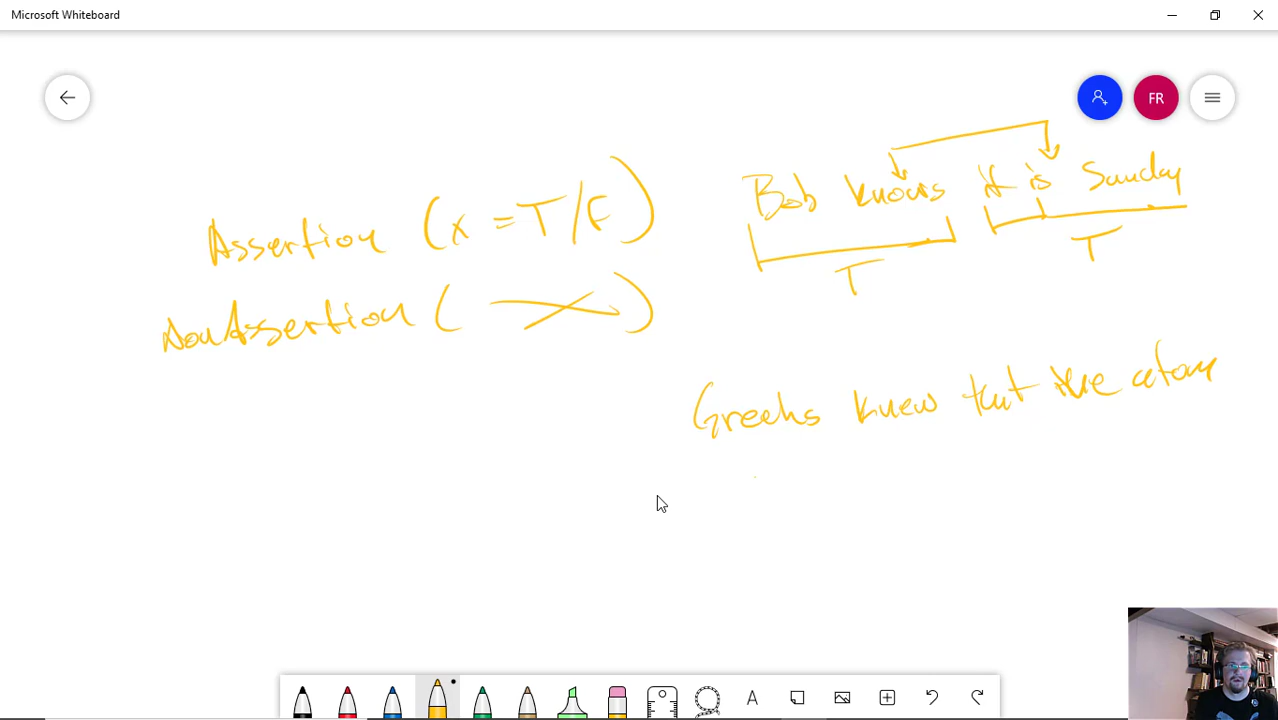 Microsoft Whiteboard
FR
Bob knows it is Sunday
T
T
Assertion (x = T/F)
NonAssertion ( )
Greeks knew that the atom
A